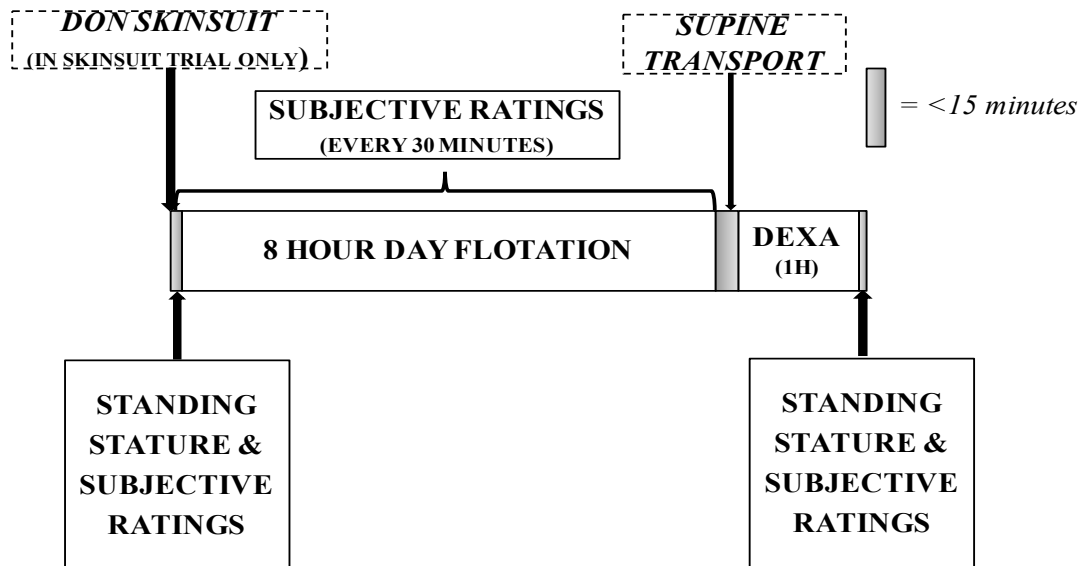 DON SKINSUIT
(IN SKINSUIT TRIAL ONLY)
SUPINE
TRANSPORT
= <15 minutes
SUBJECTIVE RATINGS
(EVERY 30 MINUTES)
8 HOUR DAY FLOTATION
DEXA
(1H)
STANDING
STATURE &
SUBJECTIVE
RATINGS
STANDING
STATURE &
SUBJECTIVE
RATINGS